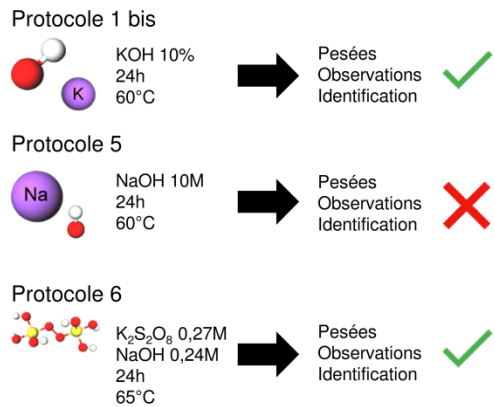 Protocole 1 bis
K
KOH 10%
24h
60°C
Pesées
Observations
Identification
Protocole 5
Na
NaOH 10M
24h
60°C
Pesées
Observations
Identification
Protocole 6
K₂S₂O₈ 0,27M
NaOH 0,24M
24h
65°C
Pesées
Observations
Identification